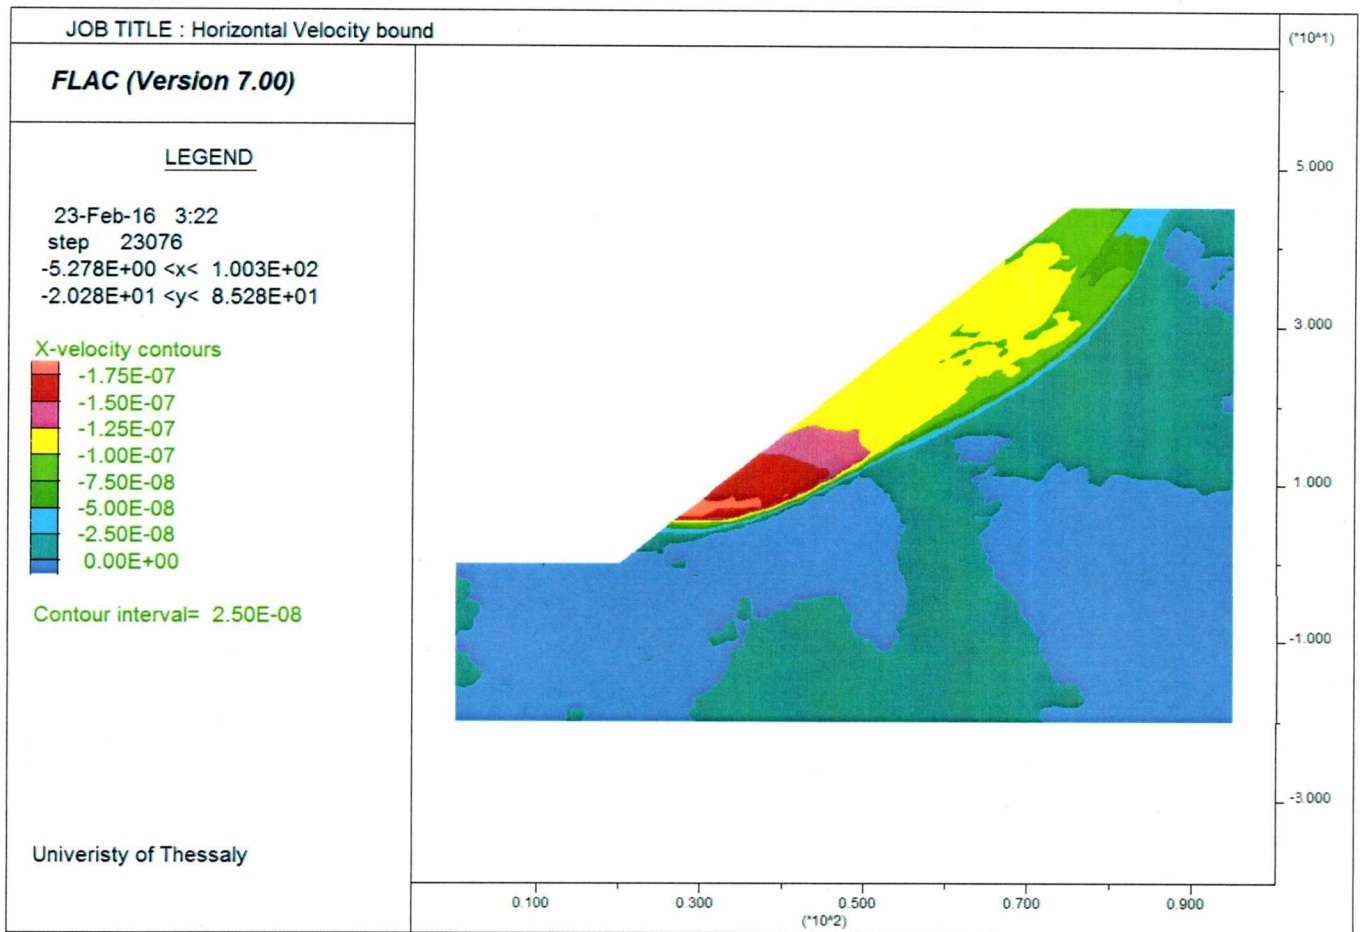 JOB TITLE : Horizontal Velocity bound
(*10^1)
FLAC (Version 7.00)
LEGEND
23-Feb-16 3:22
step 23076
-5.278E+00 <x< 1.003E+02
-2.028E+01 <y< 8.528E+01
X-velocity contours
-1.75E-07
-1.50E-07
-1.25E-07
-1.00E-07
-7.50E-08
-5.00E-08
-2.50E-08
0.00E+00
Contour interval= 2.50E-08
Univeristy of Thessaly
5.000
3.000
1.000
-1.000
-3.000
0.100 0.300 0.500 0.700 0.900
(*10^2)